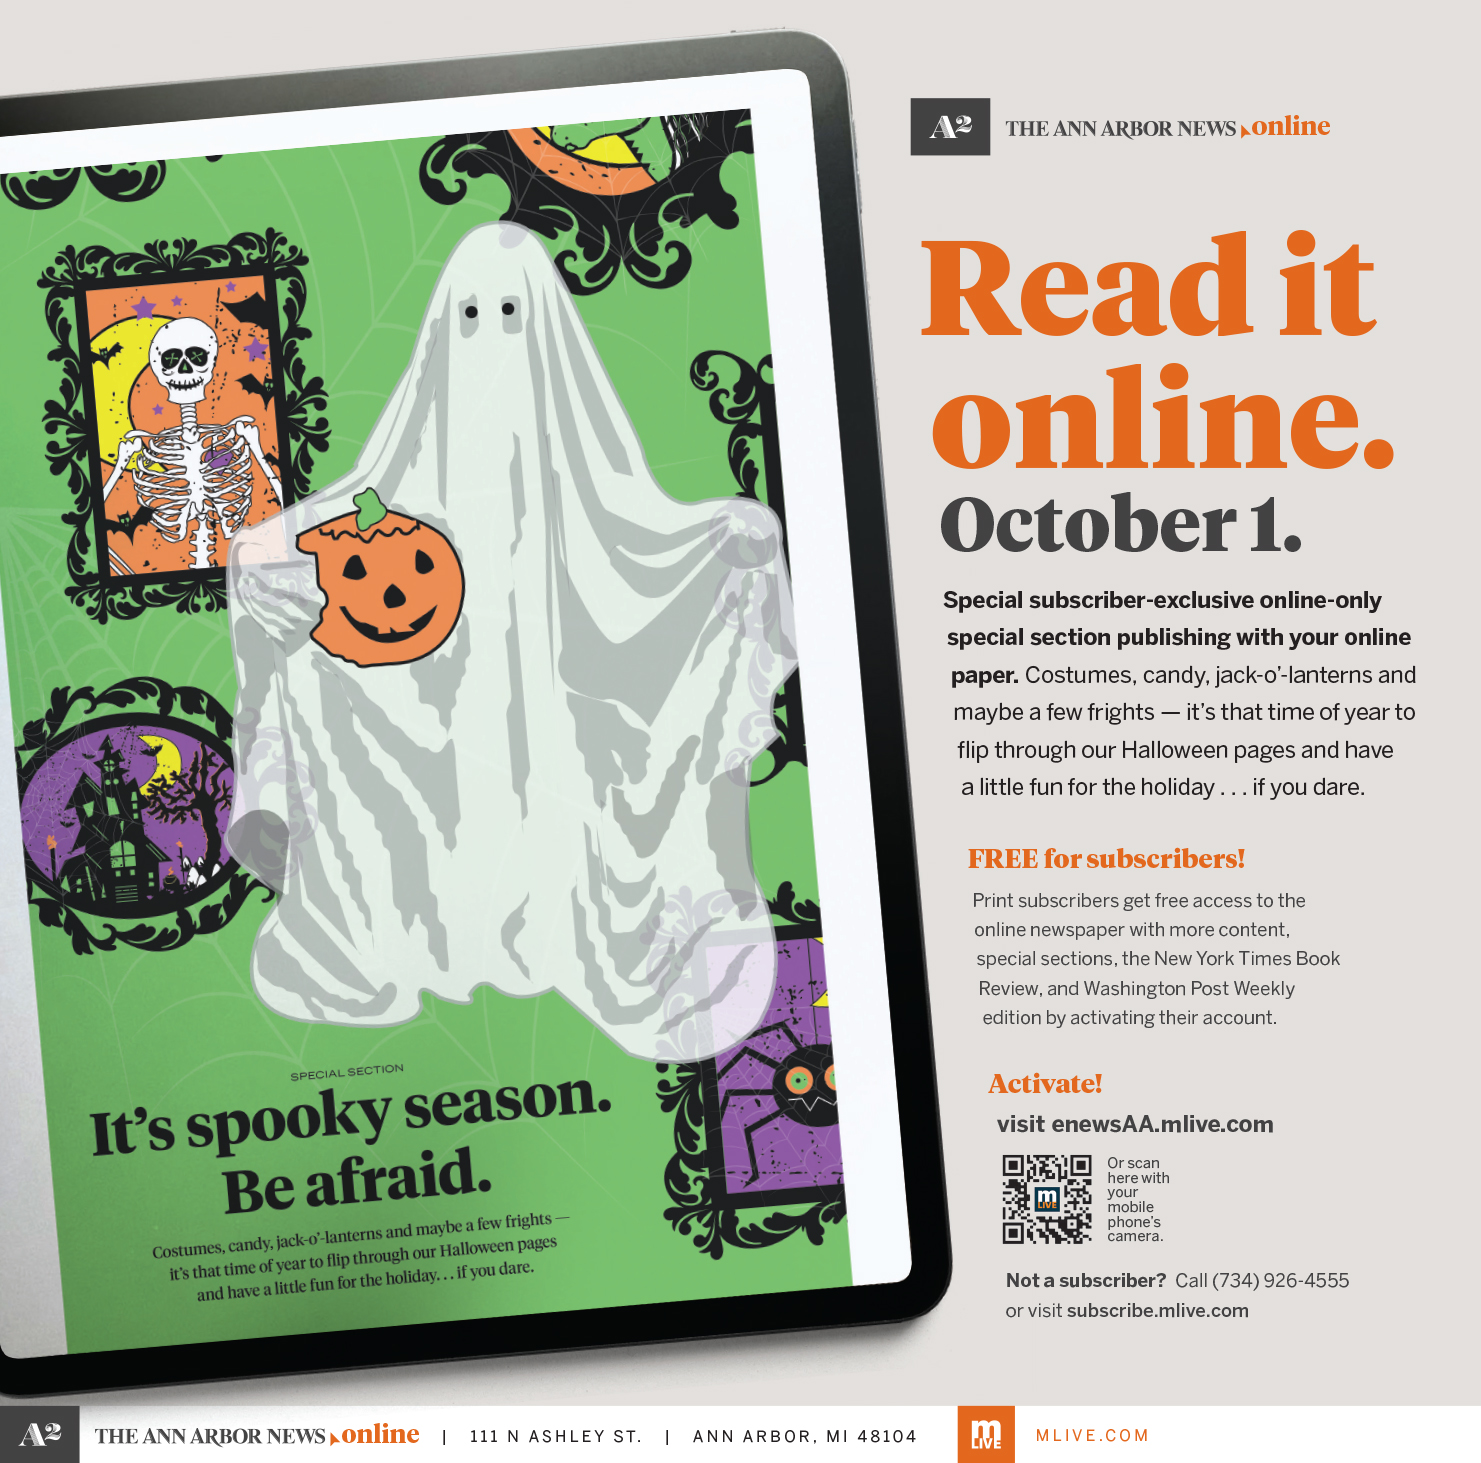 A2 THE ANN ARBOR NEWS online
Read it
online.
October 1.
Special subscriber-exclusive online-only
special section publishing with your online
paper. Costumes, candy, jack-o'-lanterns and
maybe a few frights — it's that time of year to
flip through our Halloween pages and have
a little fun for the holiday . . . if you dare.
FREE for subscribers!
Print subscribers get free access to the
online newspaper with more content,
special sections, the New York Times Book
Review, and Washington Post Weekly
edition by activating their account.
Activate!
visit enewsAA.mlive.com
m
LIVE
Or scan
here with
your
mobile
phone's
camera.
Not a subscriber? Call (734) 926-4555
or visit subscribe.mlive.com
SPECIAL SECTION
It's spooky season.
Be afraid.
Costumes, candy, jack-o'-lanterns and maybe a few frights —
it's that time of year to flip through our Halloween pages
and have a little fun for the holiday. . . if you dare.
A2 THE ANN ARBOR NEWS online | 111 N ASHLEY ST. | ANN ARBOR, MI 48104 m LIVE MLIVE.COM